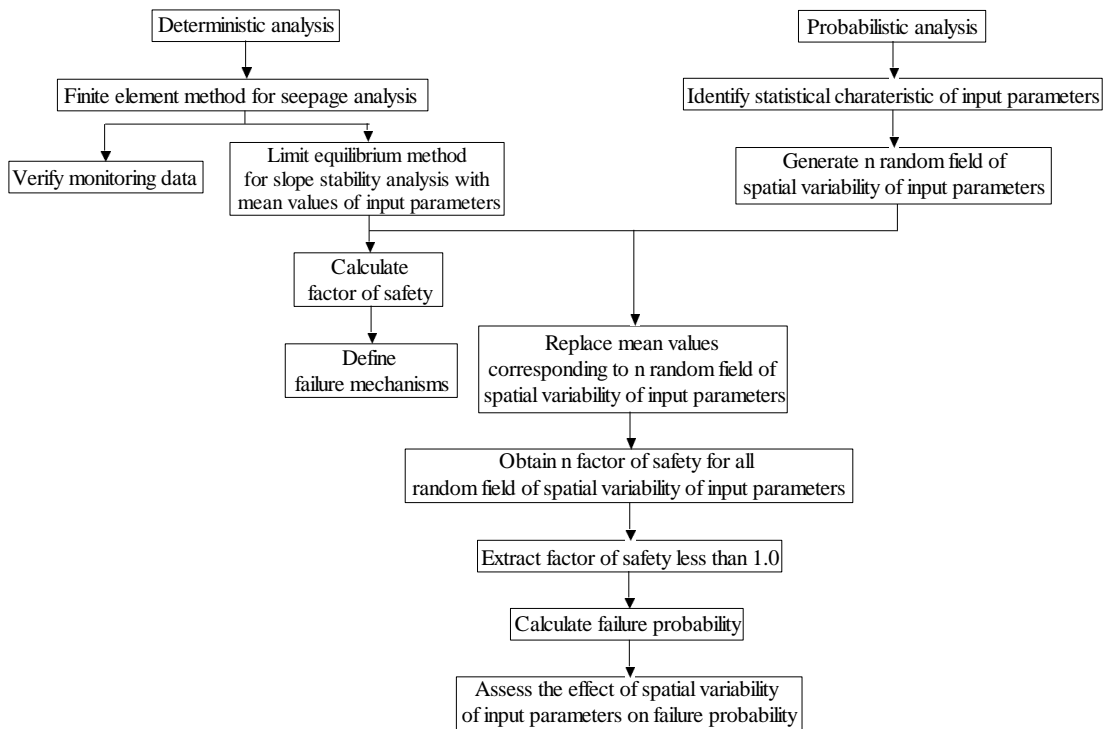 Deterministic analysis
Probabilistic analysis
Finite element method for seepage analysis
Identify statistical charateristic of input parameters
Verify monitoring data
Limit equilibrium method
for slope stability analysis with
mean values of input parameters
Generate n random field of
spatial variability of input parameters
Calculate
factor of safety
Define
failure mechanisms
Replace mean values
corresponding to n random field of
spatial variability of input parameters
Obtain n factor of safety for all
random field of spatial variability of input parameters
Extract factor of safety less than 1.0
Calculate failure probability
Assess the effect of spatial variability
of input parameters on failure probability